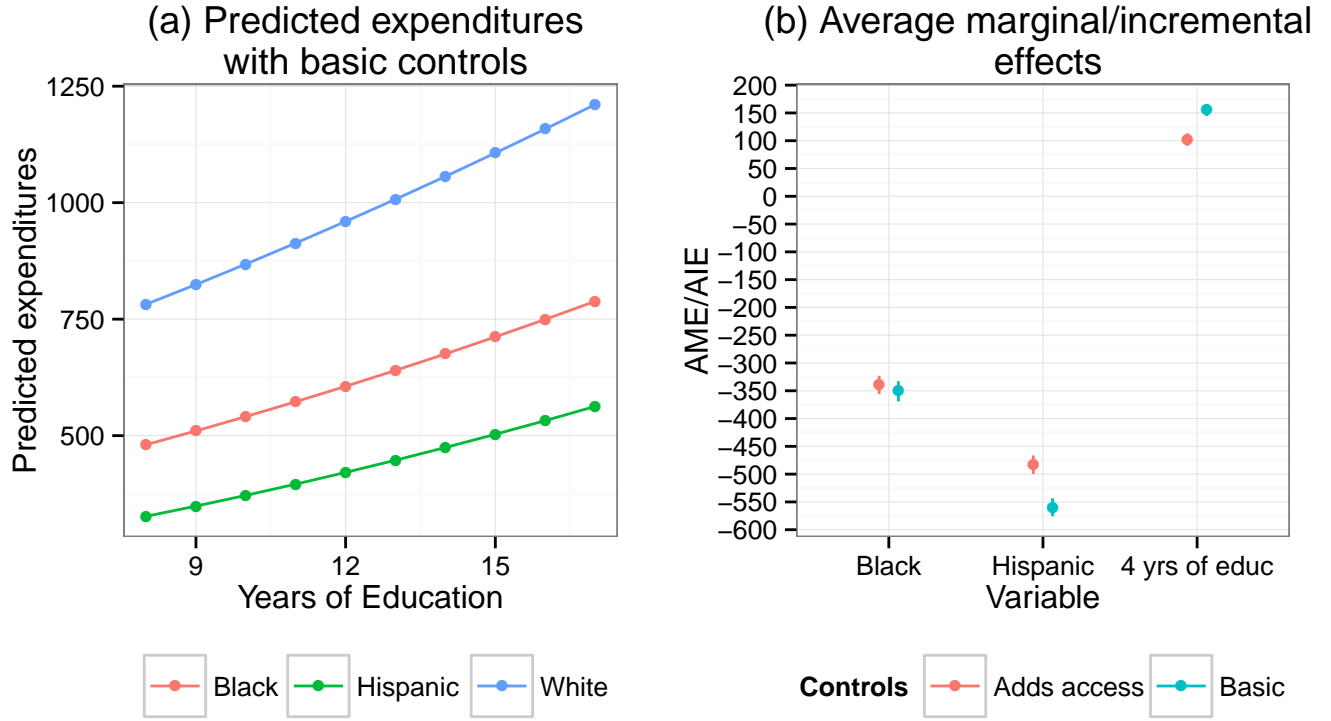 (a) Predicted expenditures
with basic controls
Predicted expenditures
1250
1000
750
500
9 12 15
Years of Education
Black Hispanic White
(b) Average marginal/incremental
effects
AME/AIE
200
150
100
50
0
−50
−100
−150
−200
−250
−300
−350
−400
−450
−500
−550
−600
Black Hispanic 4 yrs of educ
Variable
Controls Adds access Basic